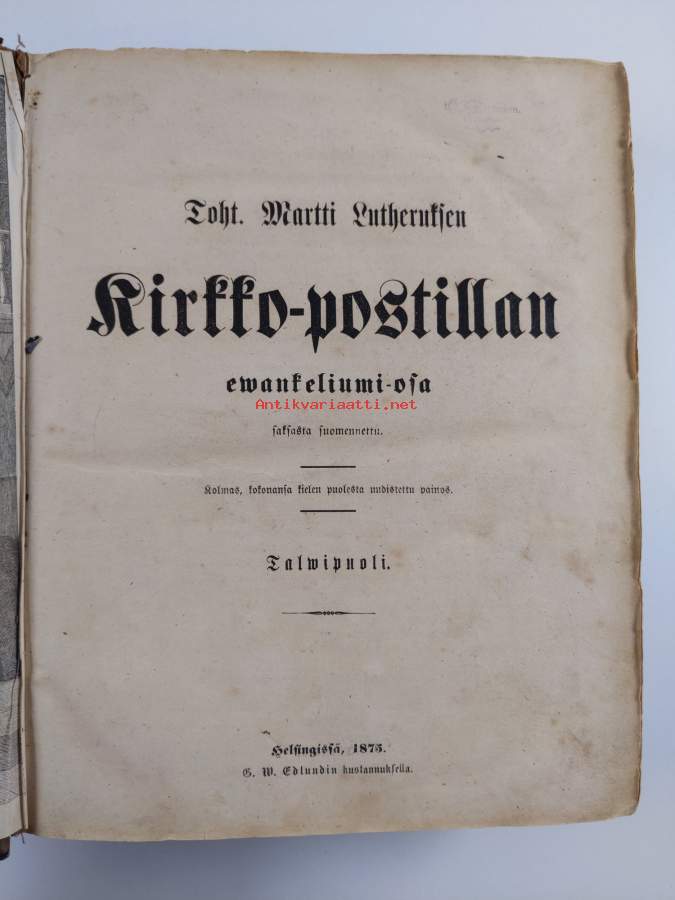 Toht. Martti Lutheruksen
Kirkko-postillan
ewankeliumi-osa
Antikvariaatti.net
saksasta suomennettu.
Kolmas, kokonansa kielen puolesta uudistettu painos.
Talwipuoli.
Helsingissä, 1875.
G. W. Edlundin kustannuksella.